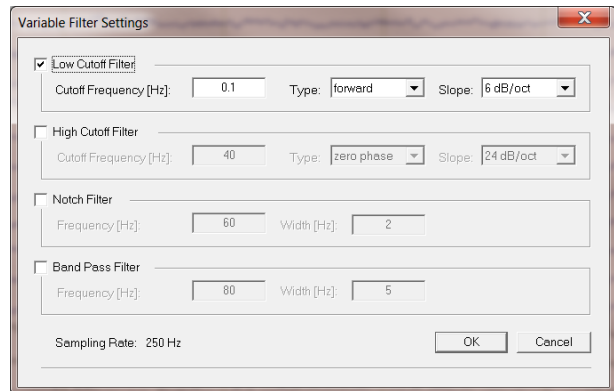 Variable Filter Settings
Low Cutoff Filter
Cutoff Frequency [Hz]: 0.1 Type: forward Slope: 6 dB/oct
High Cutoff Filter
Cutoff Frequency [Hz]: 40 Type: zero phase Slope: 24 dB/oct
Notch Filter
Frequency [Hz]: 60 Width [Hz]: 2
Band Pass Filter
Frequency [Hz]: 80 Width [Hz]: 5
Sampling Rate: 250 Hz OK Cancel